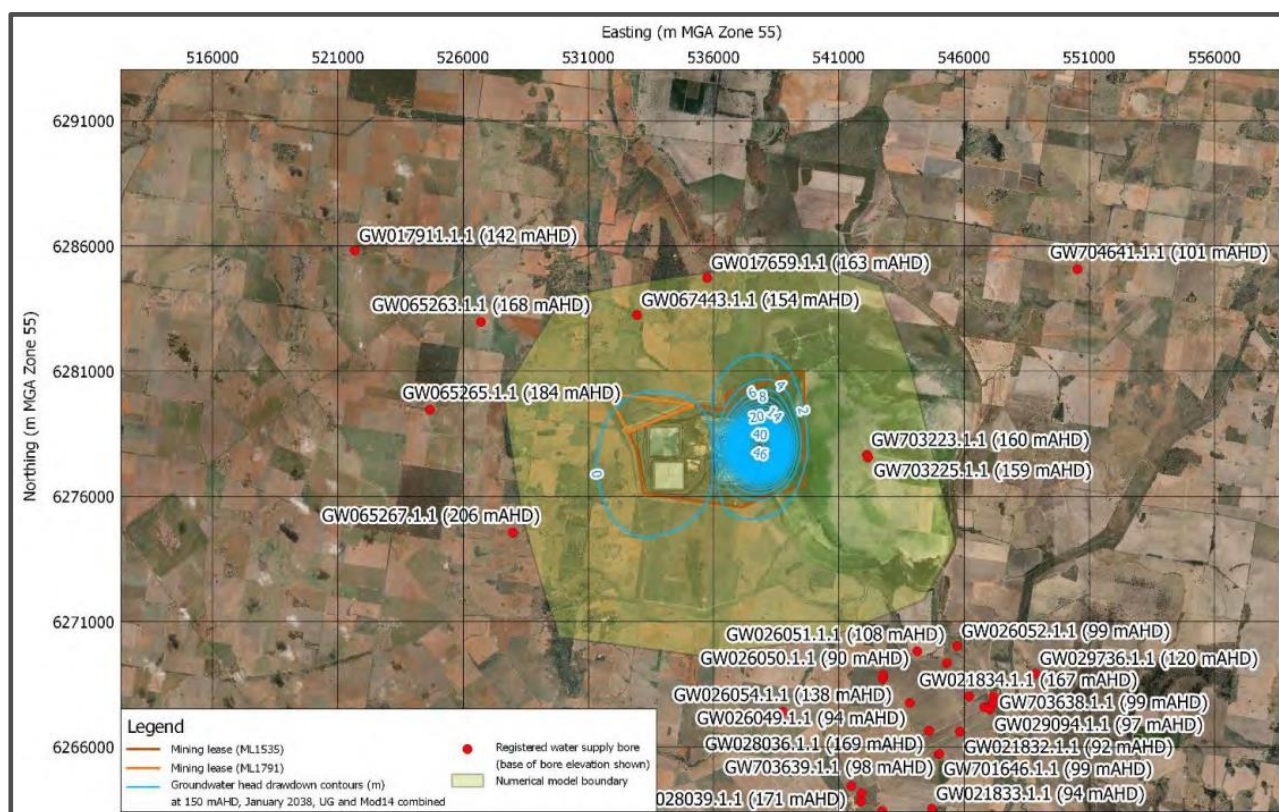 Easting (m MGA Zone 55)
516000 521000 526000 531000 536000 541000 546000 551000 556000
Northing (m MGA Zone 55)
6291000
6286000
6281000
6276000
6271000
6266000
GW017911.1.1 (142 mAHD)
GW017659.1.1 (163 mAHD)
GW704641.1.1 (101 mAHD)
GW065263.1.1 (168 mAHD)
GW067443.1.1 (154 mAHD)
GW065265.1.1 (184 mAHD)
6 8 4
2
20 14
40
46
0
GW703223.1.1 (160 mAHD)
GW703225.1.1 (159 mAHD)
GW065267.1.1 (206 mAHD)
GW026051.1.1 (108 mAHD)
GW026052.1.1 (99 mAHD)
GW026050.1.1 (90 mAHD)
GW029736.1.1 (120 mAHD)
GW021834.1.1 (167 mAHD)
GW026054.1.1 (138 mAHD)
GW703638.1.1 (99 mAHD)
GW026049.1.1 (94 mAHD)
GW029094.1.1 (97 mAHD)
GW028036.1.1 (169 mAHD)
GW021832.1.1 (92 mAHD)
GW703639.1.1 (98 mAHD)
GW701646.1.1 (99 mAHD)
028039.1.1 (171 mAHD)
GW021833.1.1 (94 mAHD)
Legend
Mining lease (ML1535)
Mining lease (ML1791)
Groundwater head drawdown contours (m)
at 150 mAHD, January 2038, UG and Mod14 combined
Registered water supply bore
(base of bore elevation shown)
Numerical model boundary